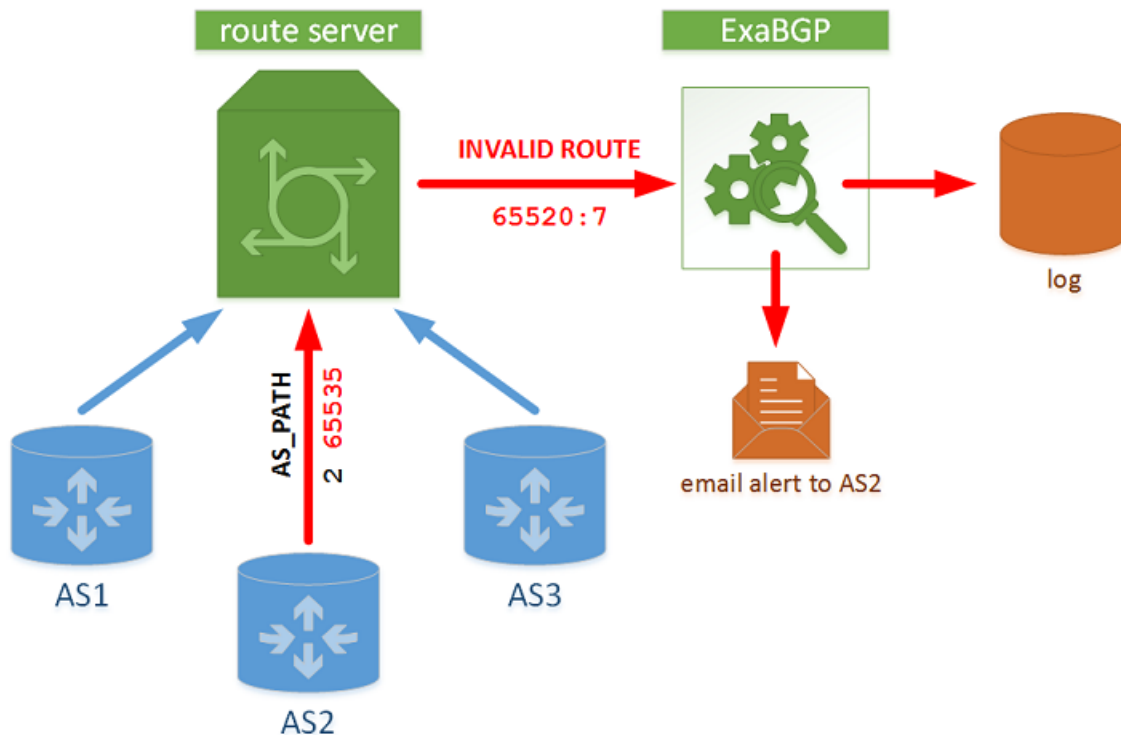 route server
ExaBGP
INVALID ROUTE
65520:7
log
AS_PATH
2 65535
email alert to AS2
AS1
AS3
AS2